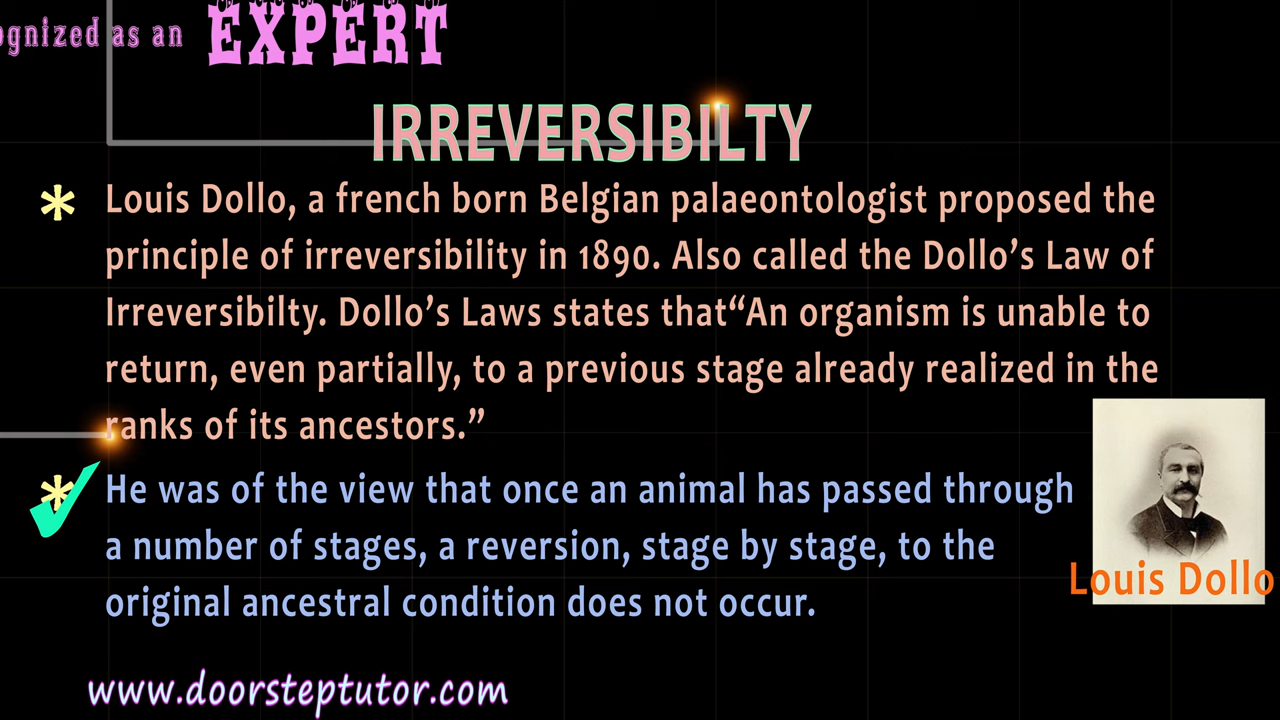 ognized as an EXPERT
IRREVERSIBILTY
* Louis Dollo, a french born Belgian palaeontologist proposed the
principle of irreversibility in 1890. Also called the Dollo’s Law of
Irreversibilty. Dollo’s Laws states that“An organism is unable to
return, even partially, to a previous stage already realized in the
ranks of its ancestors.”
* He was of the view that once an animal has passed through
a number of stages, a reversion, stage by stage, to the
original ancestral condition does not occur.
Louis Dollo
www.doorsteptutor.com